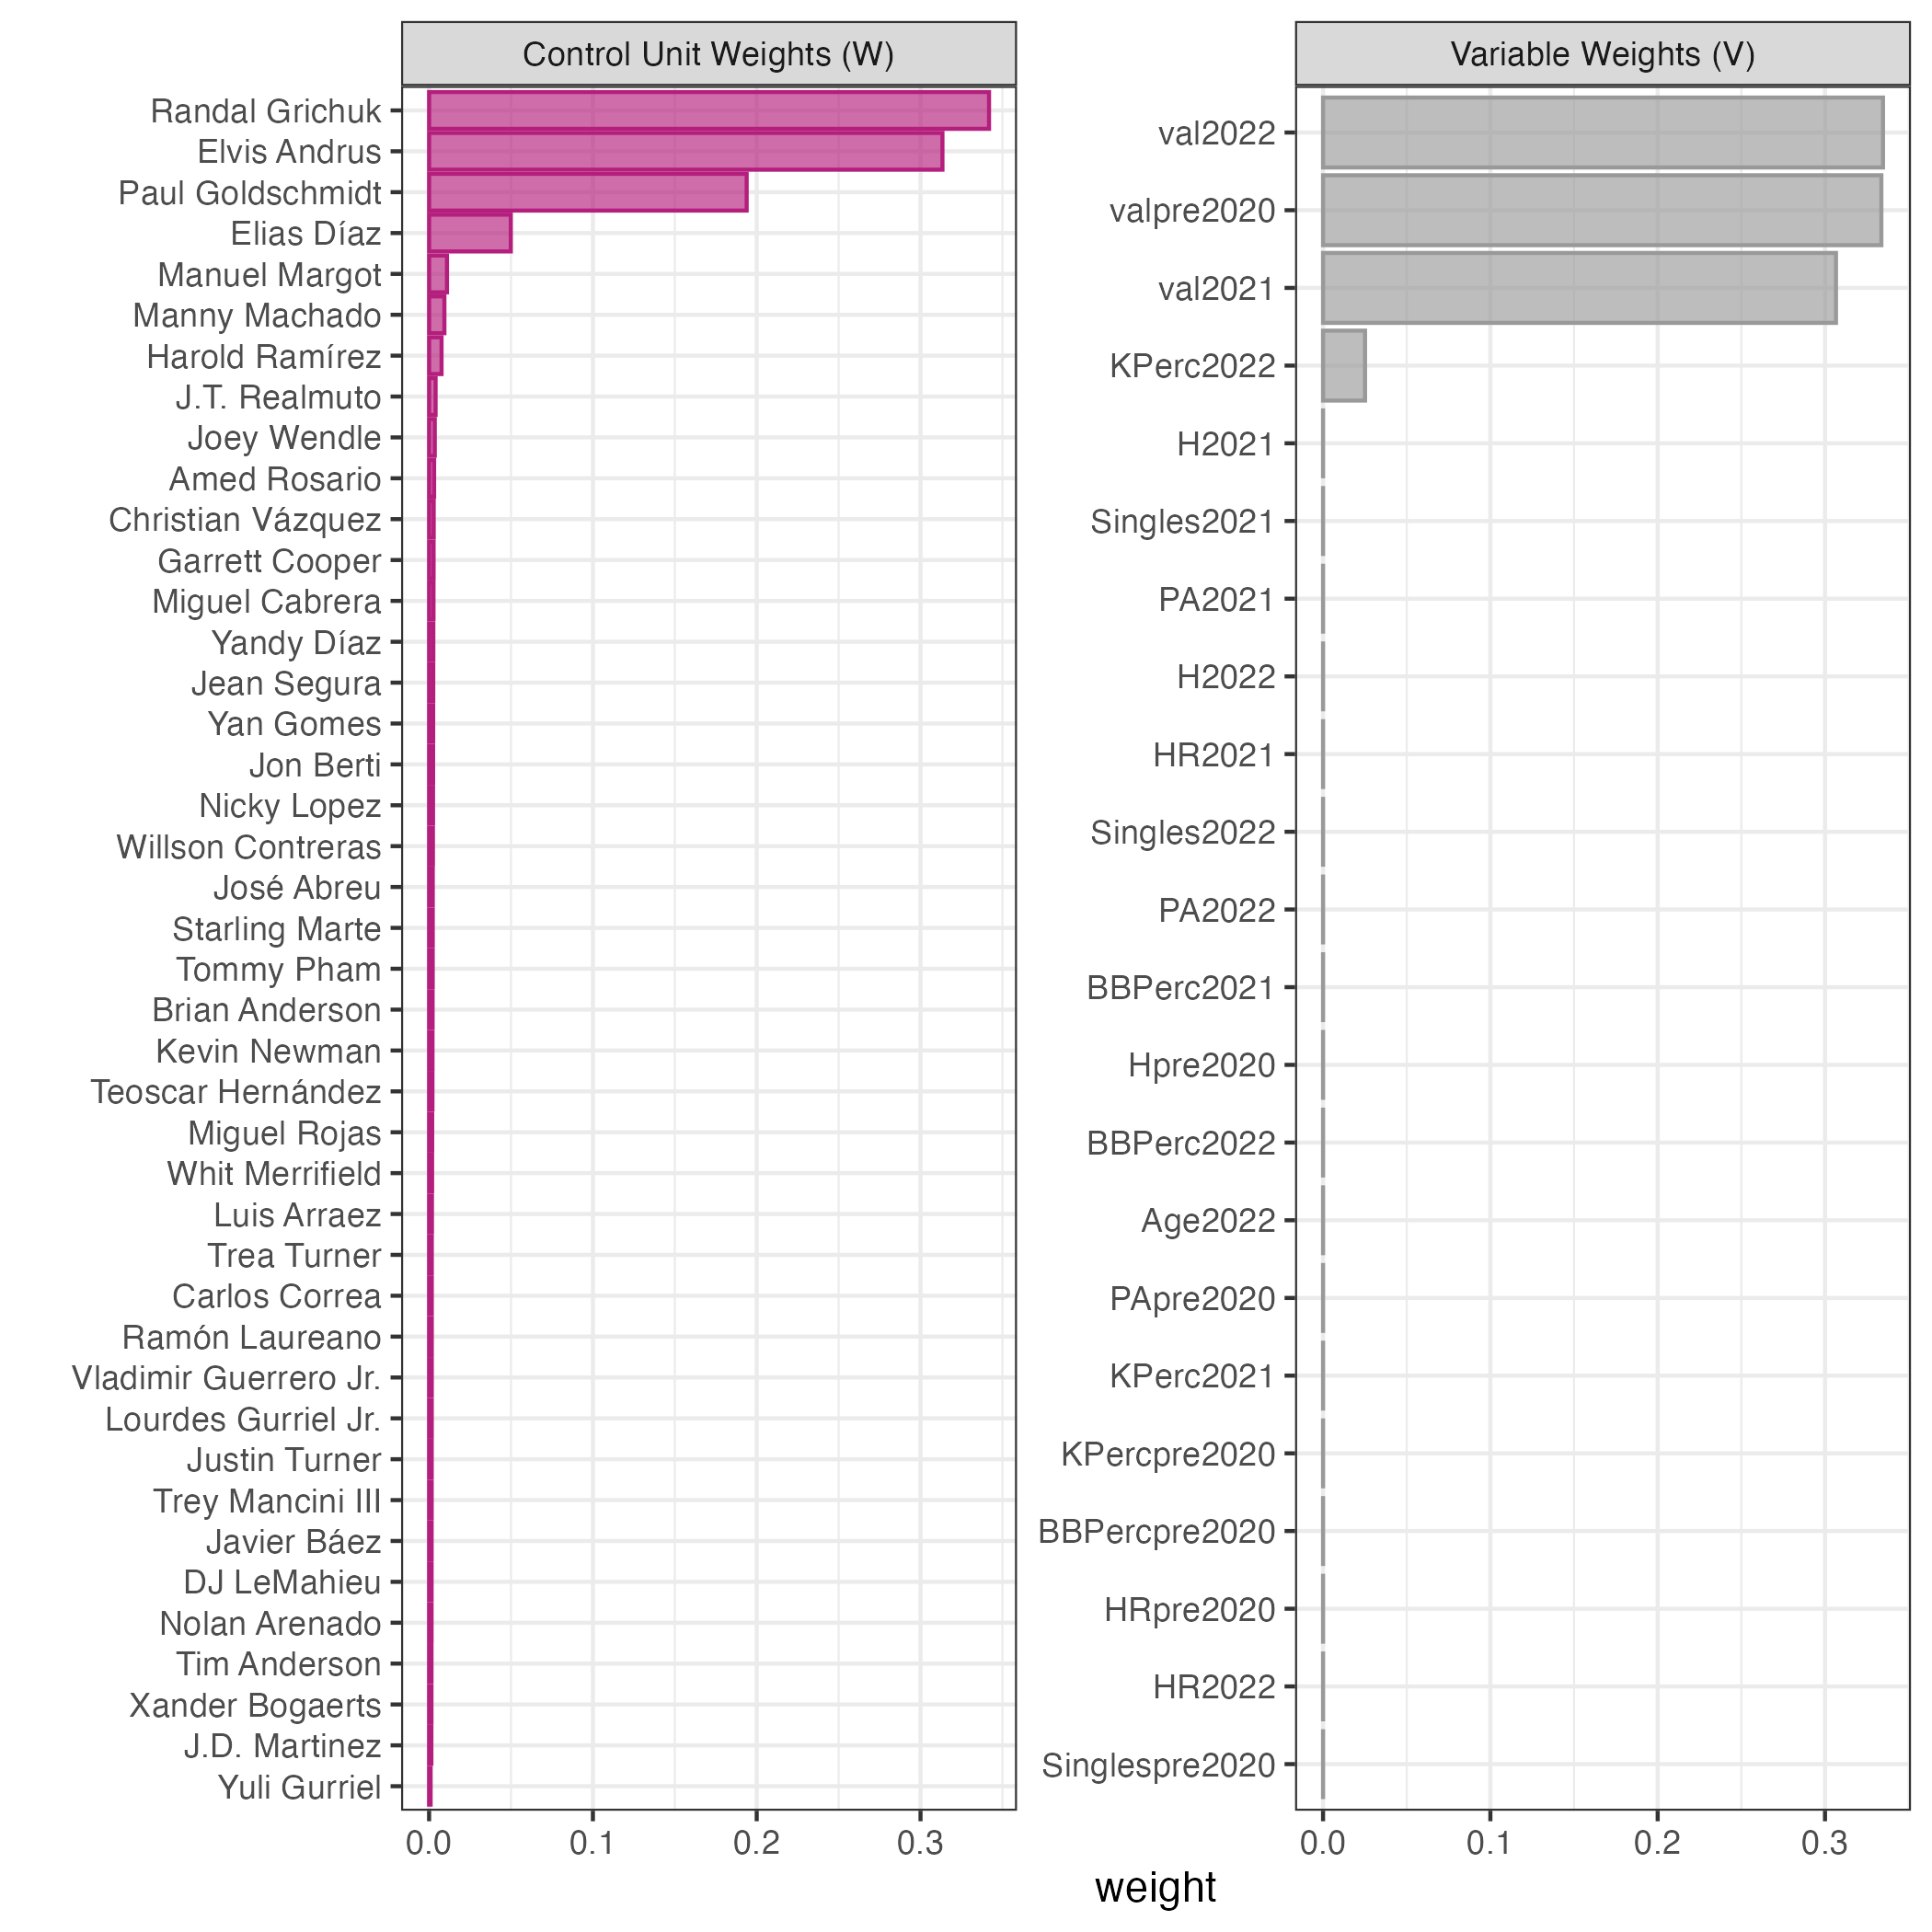 Control Unit Weights (W)
Randal Grichuk
Elvis Andrus
Paul Goldschmidt
Elias Díaz
Manuel Margot
Manny Machado
Harold Ramírez
J.T. Realmuto
Joey Wendle
Amed Rosario
Christian Vázquez
Garrett Cooper
Miguel Cabrera
Yandy Díaz
Jean Segura
Yan Gomes
Jon Berti
Nicky Lopez
Willson Contreras
José Abreu
Starling Marte
Tommy Pham
Brian Anderson
Kevin Newman
Teoscar Hernández
Miguel Rojas
Whit Merrifield
Luis Arraez
Trea Turner
Carlos Correa
Ramón Laureano
Vladimir Guerrero Jr.
Lourdes Gurriel Jr.
Justin Turner
Trey Mancini III
Javier Báez
DJ LeMahieu
Nolan Arenado
Tim Anderson
Xander Bogaerts
J.D. Martinez
Yuli Gurriel
0.0 0.1 0.2 0.3
Variable Weights (V)
val2022
valpre2020
val2021
KPerc2022
H2021
Singles2021
PA2021
H2022
HR2021
Singles2022
PA2022
BBPerc2021
Hpre2020
BBPerc2022
Age2022
PApre2020
KPerc2021
KPercpre2020
BBPercpre2020
HRpre2020
HR2022
Singlespre2020
0.0 0.1 0.2 0.3
weight